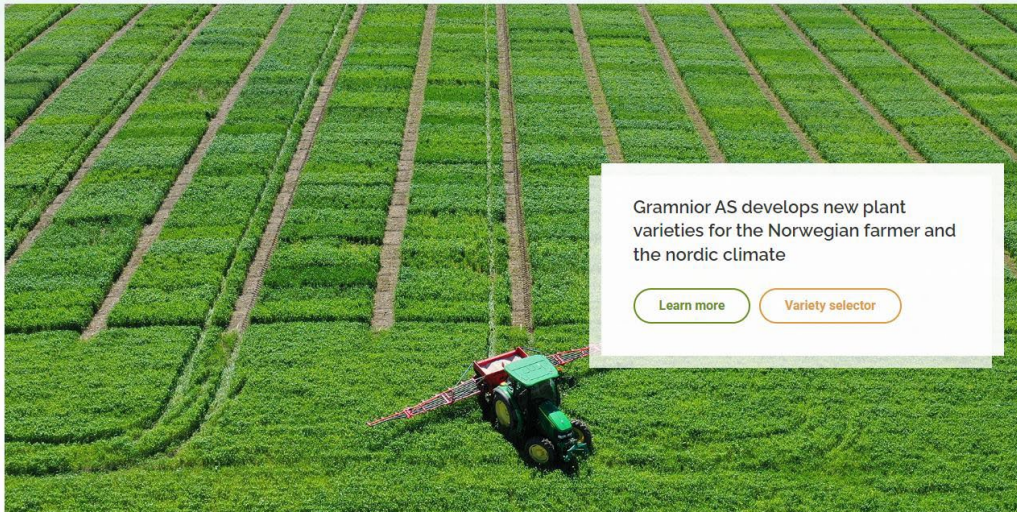 Gramnior AS develops new plant
varieties for the Norwegian farmer and
the nordic climate
Learn more
Variety selector